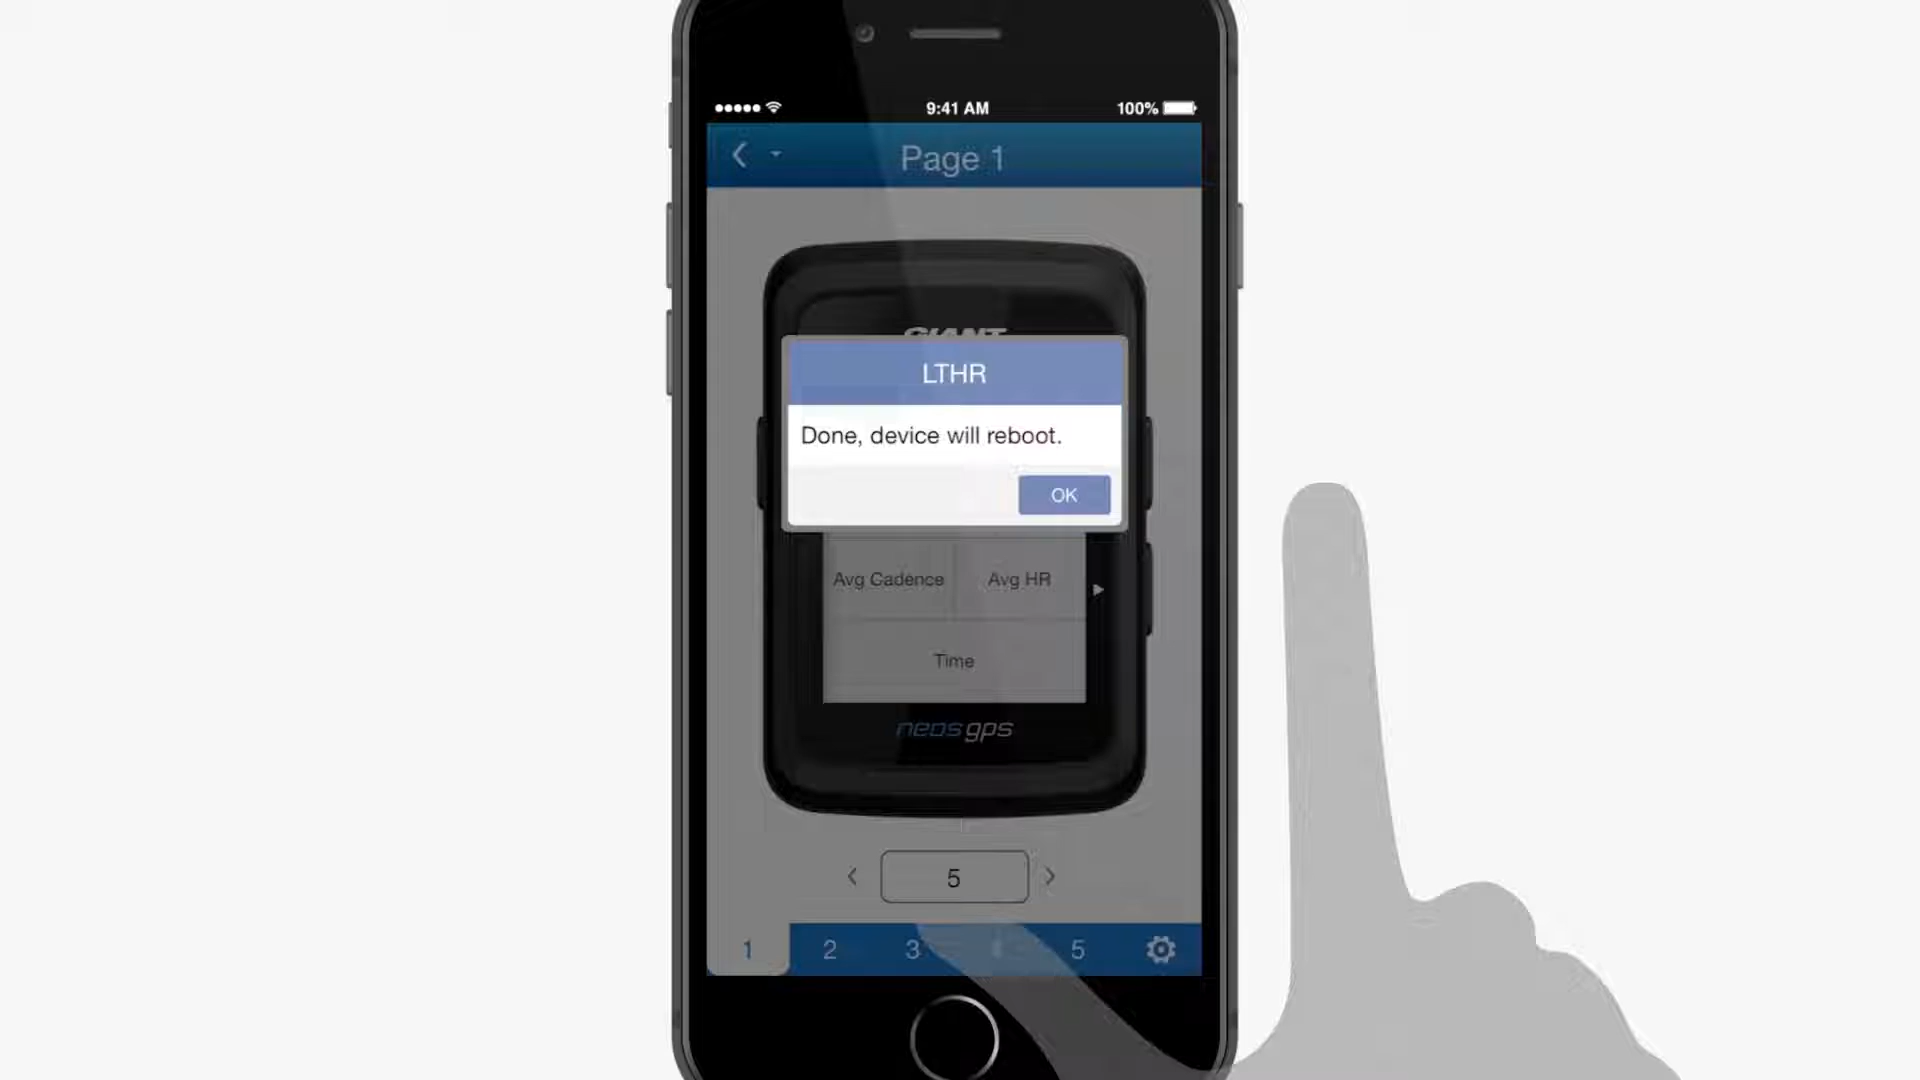 9:41 AM
100%
Page 1
GIANT
LTHR
Done, device will reboot.
OK
Avg Cadence
Avg HR
Time
neos gps
5
1
2
3
5